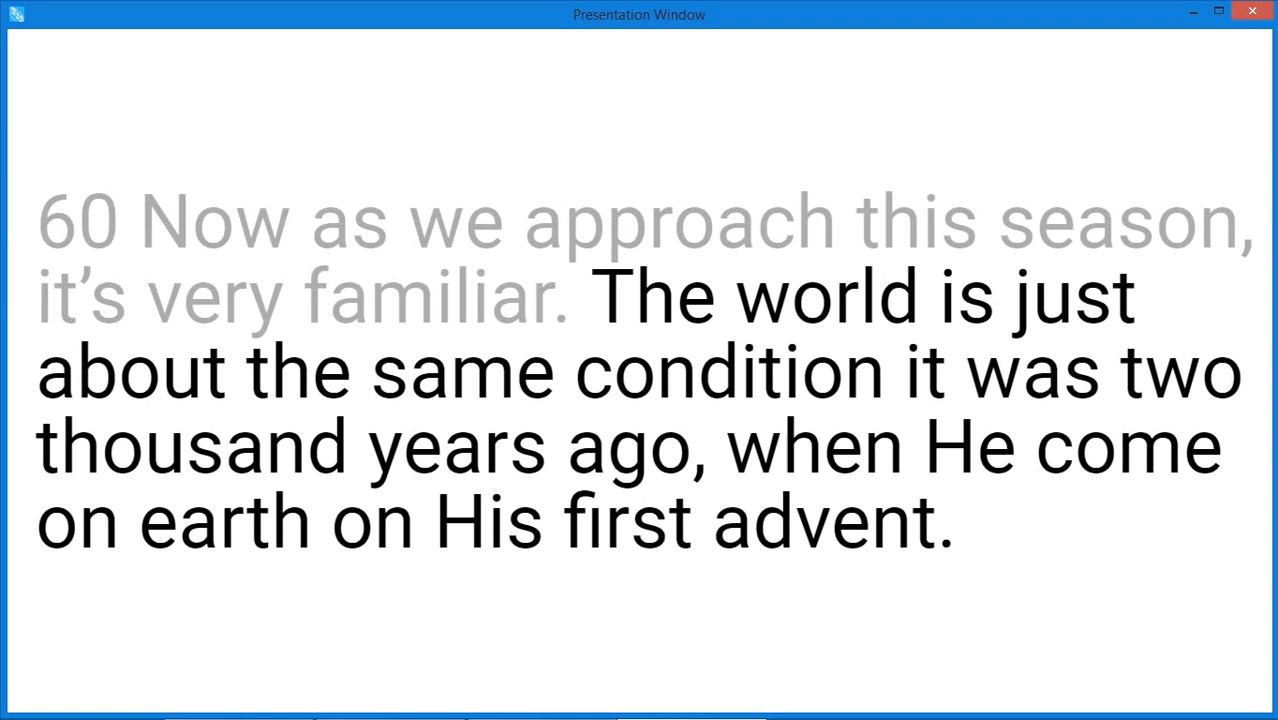 Presentation Window
60 Now as we approach this season,
it’s very familiar. The world is just
about the same condition it was two
thousand years ago, when He come
on earth on His first advent.